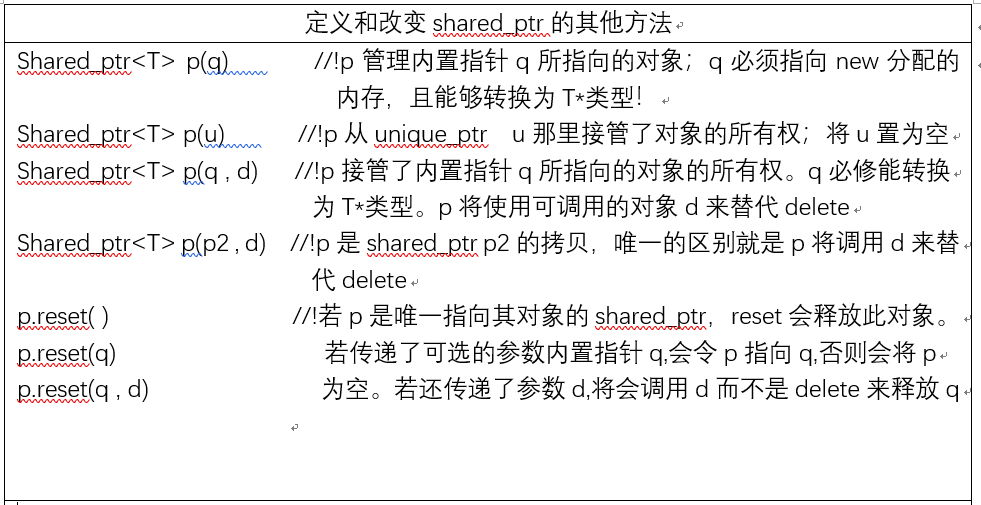 定义和改变 shared_ptr 的其他方法
Shared_ptr<T> p(q) //!p 管理内置指针 q 所指向的对象；q 必须指向 new 分配的
内存，且能够转换为 T*类型！
Shared_ptr<T> p(u) //!p 从 unique_ptr u 那里接管了对象的所有权；将 u 置为空
Shared_ptr<T> p(q , d) //!p 接管了内置指针 q 所指向的对象的所有权。q 必修能转换
为 T*类型。p 将使用可调用的对象 d 来替代 delete
Shared_ptr<T> p(p2 , d) //!p 是 shared_ptr p2 的拷贝，唯一的区别就是 p 将调用 d 来替
代 delete
p.reset( ) //!若 p 是唯一指向其对象的 shared_ptr，reset 会释放此对象。
p.reset(q) 若传递了可选的参数内置指针 q,会令 p 指向 q,否则会将 p
p.reset(q , d) 为空。若还传递了参数 d,将会调用 d 而不是 delete 来释放 q